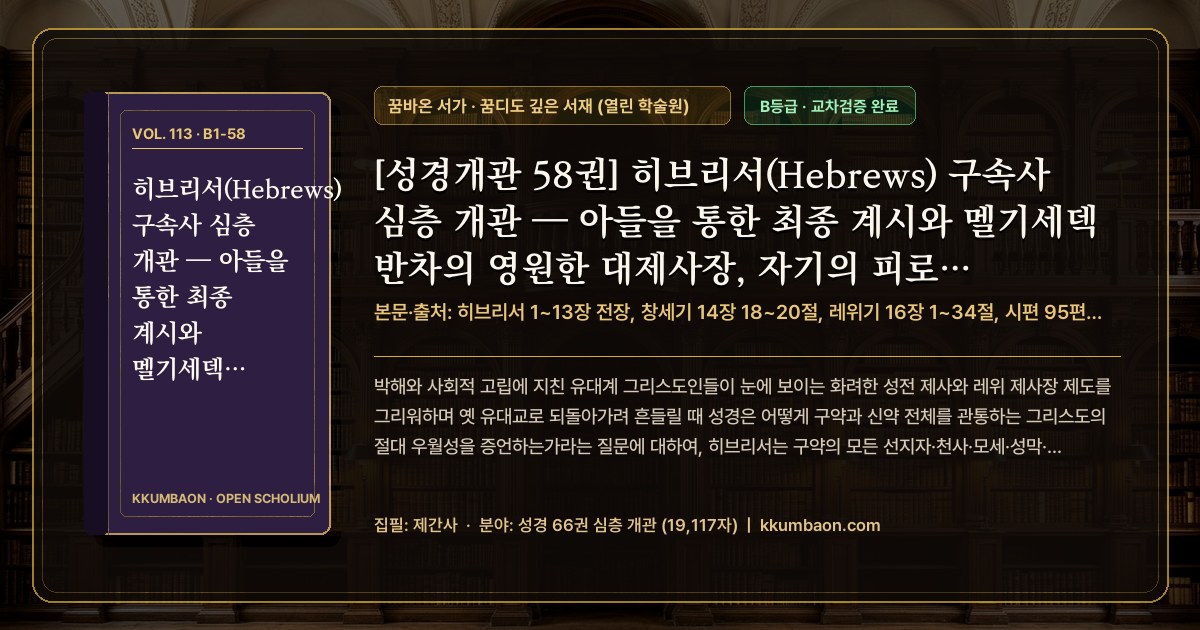 VOL. 113 · B1-58
히브리서(Hebrews)
구속사 심층
개관 — 아들을
통한 최종
계시와
멜기세덱…
KKUMBAON · OPEN SCHOLIUM
꿈바온 서가 · 꿈디도 깊은 서재 (열린 학술원)
B등급 · 교차검증 완료
[성경개관 58권] 히브리서(Hebrews) 구속사
심층 개관 — 아들을 통한 최종 계시와 멜기세덱
반차의 영원한 대제사장, 자기의 피로…
본문·출처: 히브리서 1~13장 전장, 창세기 14장 18~20절, 레위기 16장 1~34절, 시편 95편…
박해와 사회적 고립에 지친 유대계 그리스도인들이 눈에 보이는 화려한 성전 제사와 레위 제사장 제도를
그리워하며 옛 유대교로 되돌아가려 흔들릴 때 성경은 어떻게 구약과 신약 전체를 관통하는 그리스도의
절대 우월성을 증언하는가라는 질문에 대하여, 히브리서는 구약의 모든 선지자·천사·모세·성막·…
집필: 제간사 · 분야: 성경 66권 심층 개관 (19,117자) | kkumbaon.com